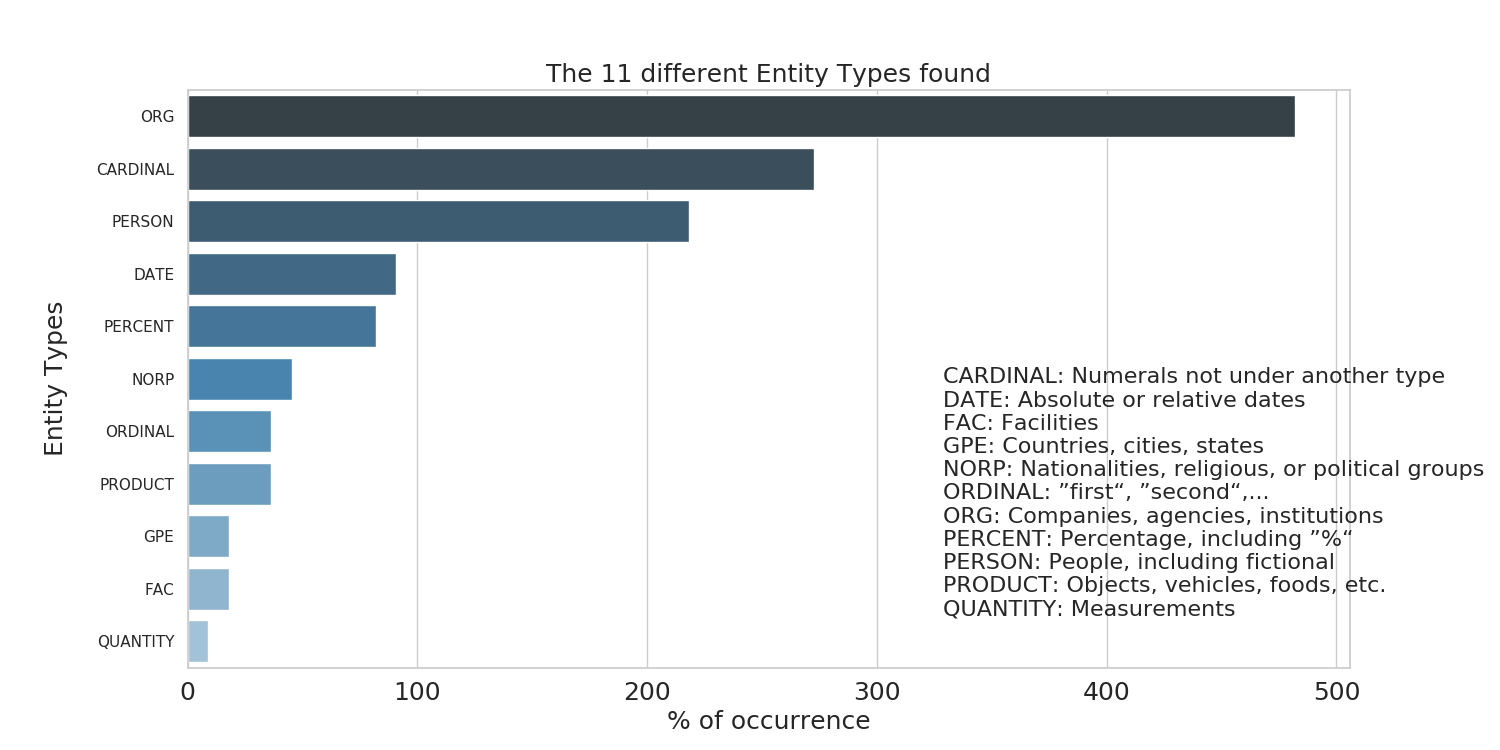 The 11 different Entity Types found
ORG
CARDINAL
PERSON
DATE
PERCENT
NORP
ORDINAL
PRODUCT
GPE
FAC
QUANTITY
Entity Types
CARDINAL: Numerals not under another type
DATE: Absolute or relative dates
FAC: Facilities
GPE: Countries, cities, states
NORP: Nationalities, religious, or political groups
ORDINAL: ”first“, ”second“,...
ORG: Companies, agencies, institutions
PERCENT: Percentage, including ”%“
PERSON: People, including fictional
PRODUCT: Objects, vehicles, foods, etc.
QUANTITY: Measurements
0 100 200 300 400 500
% of occurrence